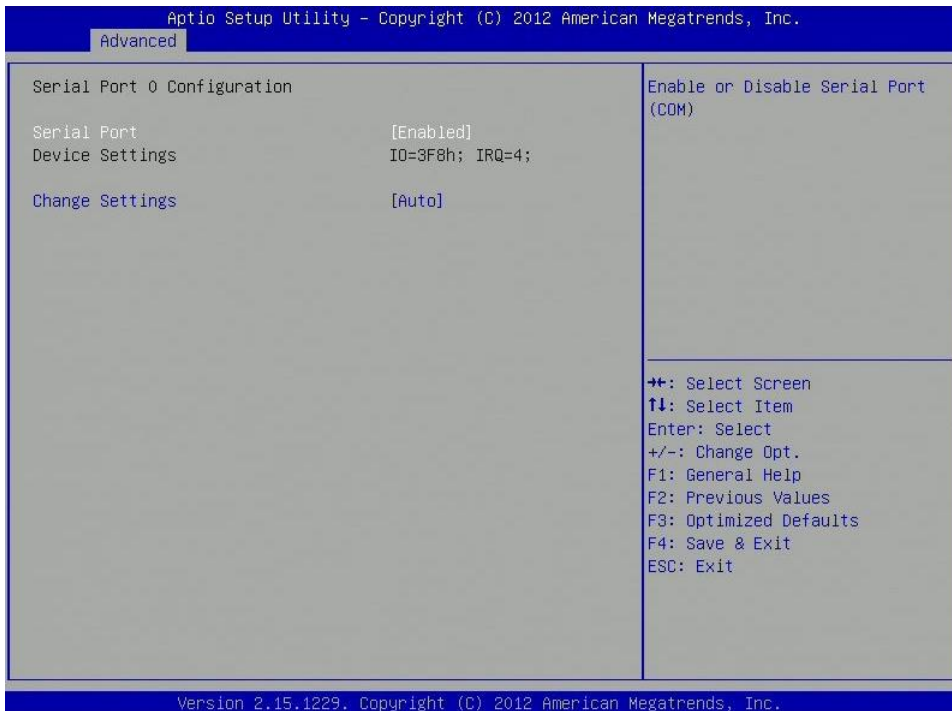 Aptio Setup Utility – Copyright (C) 2012 American Megatrends, Inc.
Advanced
Serial Port 0 Configuration
Serial Port [Enabled]
Device Settings IO=3F8h; IRQ=4;
Change Settings [Auto]
Enable or Disable Serial Port
(COM)
→←: Select Screen
↑↓: Select Item
Enter: Select
+/-: Change Opt.
F1: General Help
F2: Previous Values
F3: Optimized Defaults
F4: Save & Exit
ESC: Exit
Version 2.15.1229. Copyright (C) 2012 American Megatrends, Inc.